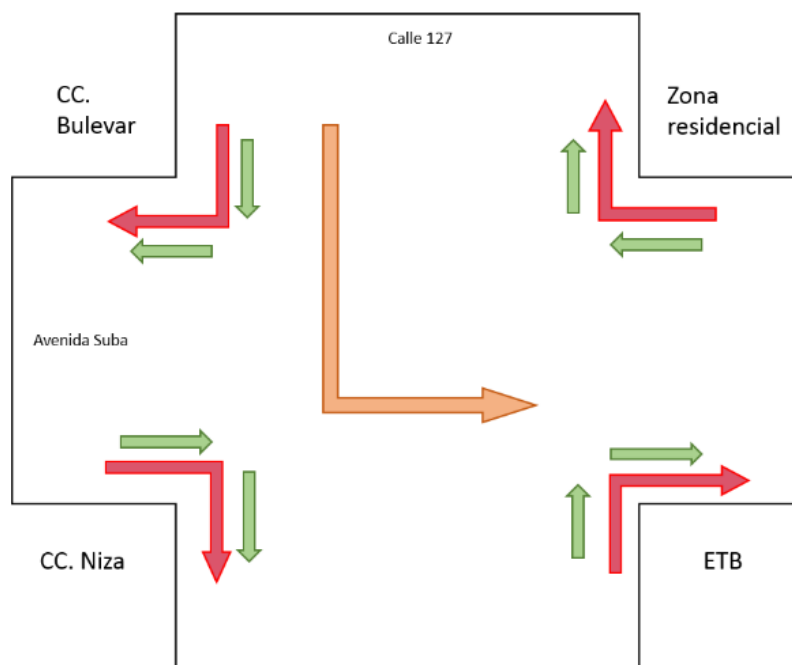 Calle 127
CC.
Bulevar
Zona
residencial
Avenida Suba
CC. Niza
ETB